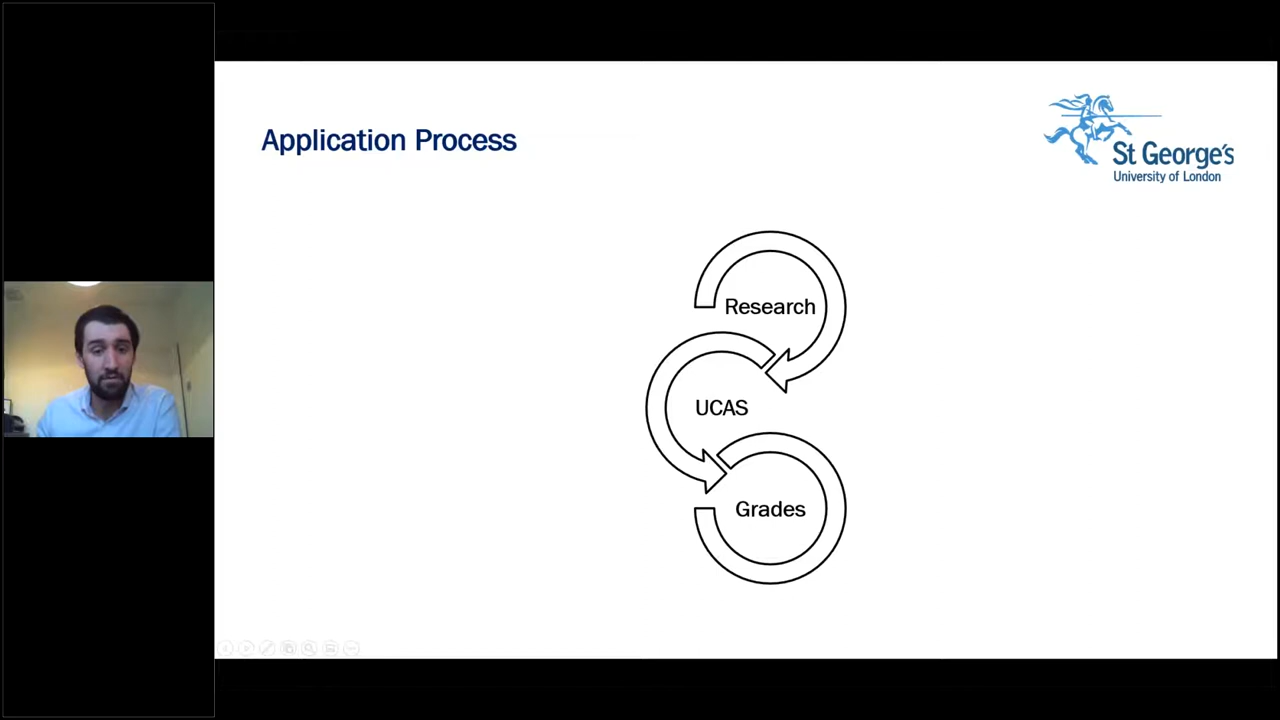 Application Process
St George's
University of London
Research
UCAS
Grades